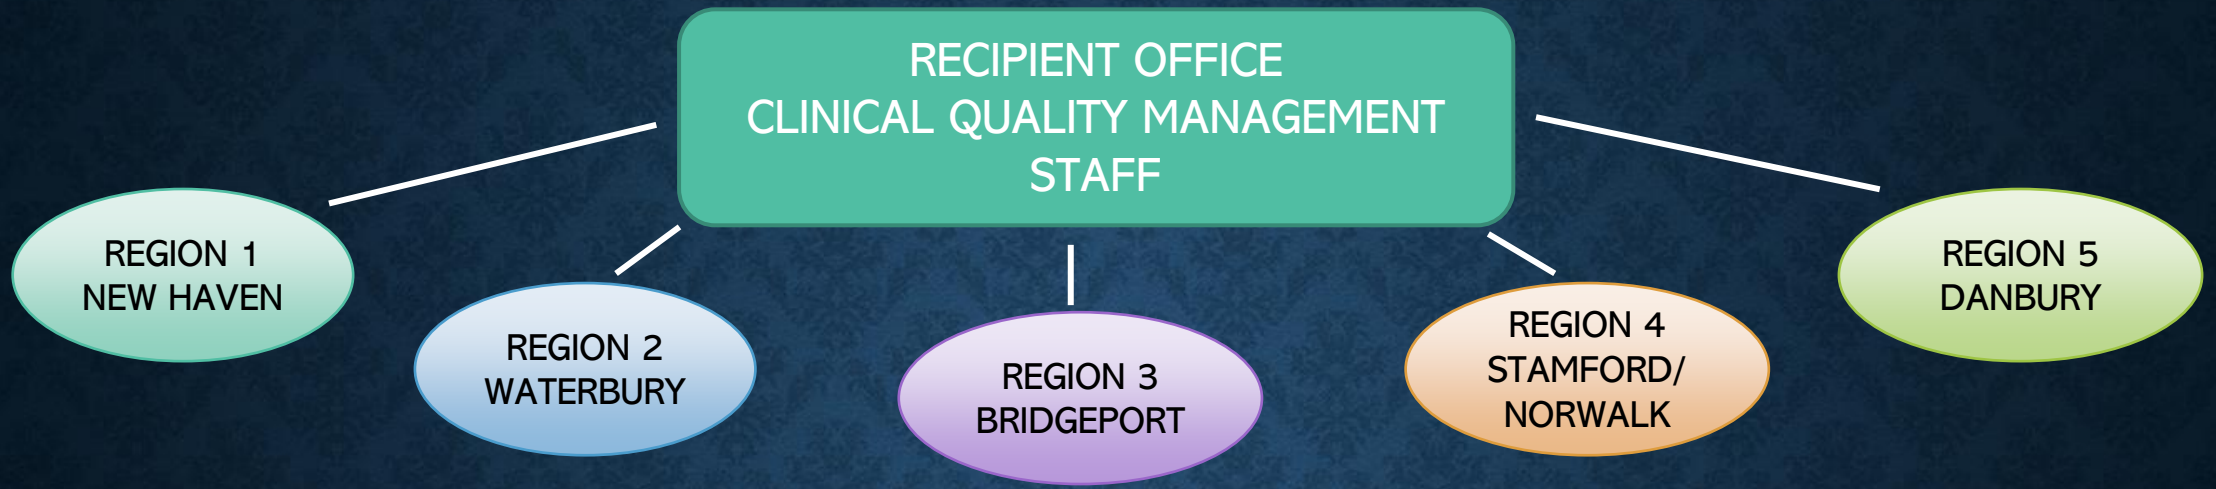 RECIPIENT OFFICE
CLINICAL QUALITY MANAGEMENT
STAFF
REGION 1
NEW HAVEN
REGION 2
WATERBURY
REGION 3
BRIDGEPORT
REGION 4
STAMFORD/
NORWALK
REGION 5
DANBURY